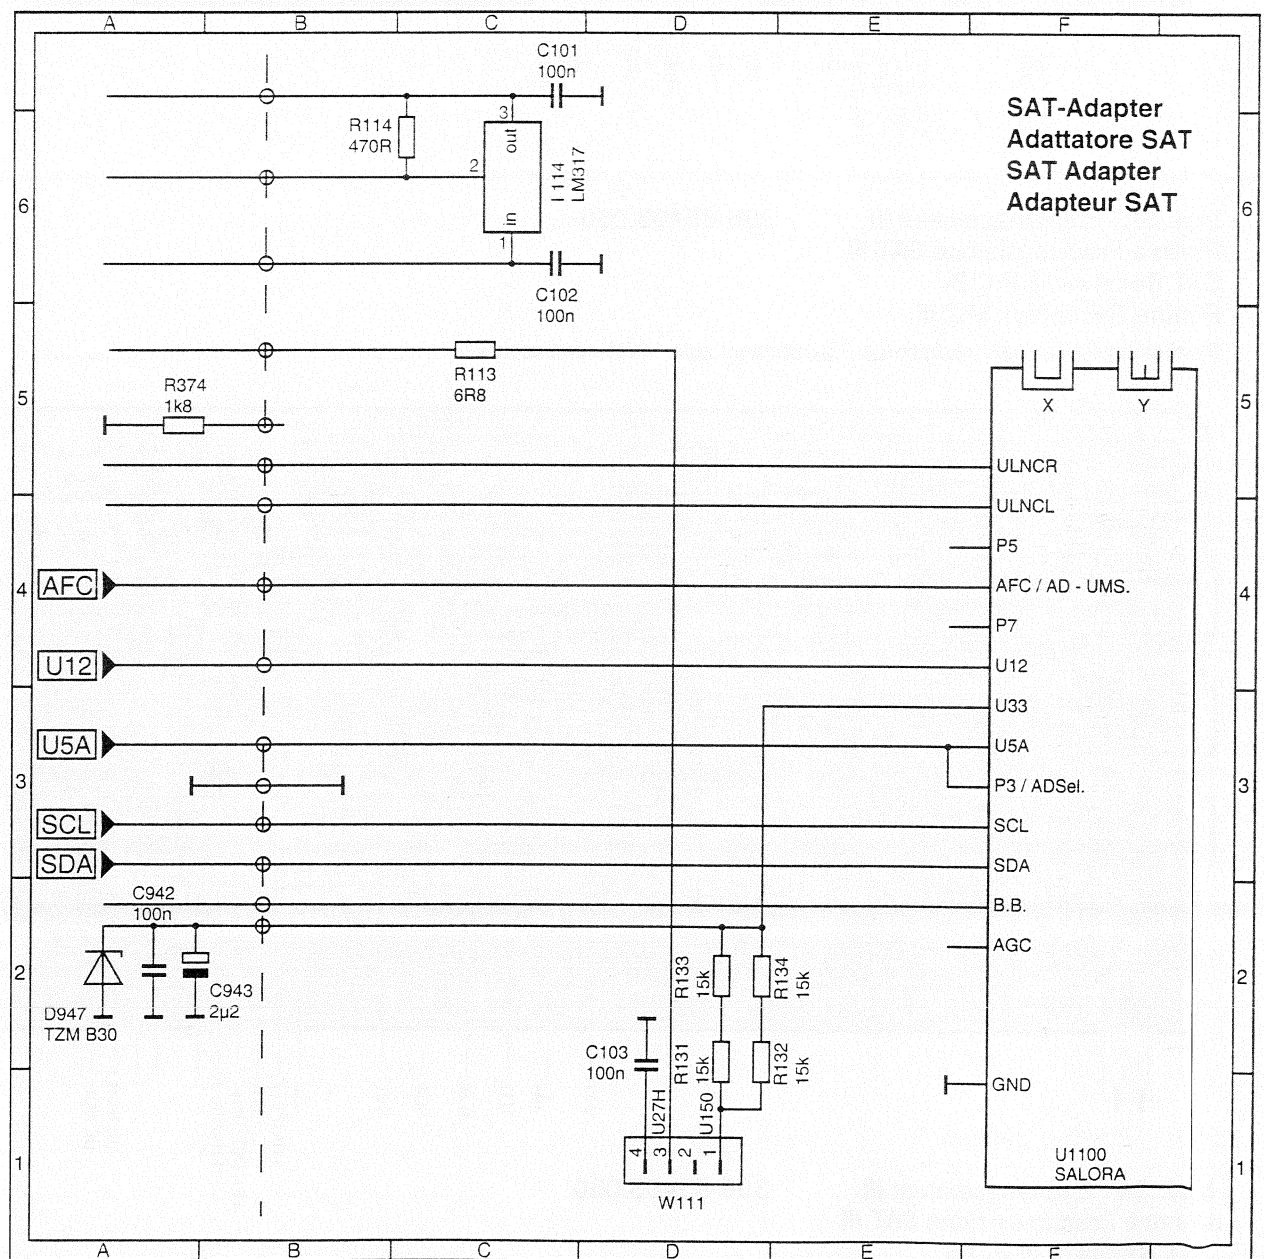 A B C D E F
C101
100n
SAT-Adapter
Adattatore SAT
SAT Adapter
Adapteur SAT
R114
470R
3
out
2
I 114
LM317
in
1
6
6
C102
100n
R113
6R8
R374
1k8
5
5
X
Y
ULNCR
ULNCL
P5
4
AFC
AFC / AD - UMS.
4
P7
U12
U12
U33
U5A
U5A
3
P3 / ADSel.
3
SCL
SCL
SDA
SDA
C942
100n
B.B.
AGC
2
2
R133
15k
R134
15k
C943
2µ2
D947
TZM B30
C103
100n
R131
15k
R132
15k
GND
U27H
U150
4 3 2 1
1
1
U1100
SALORA
W111
A B C D E F